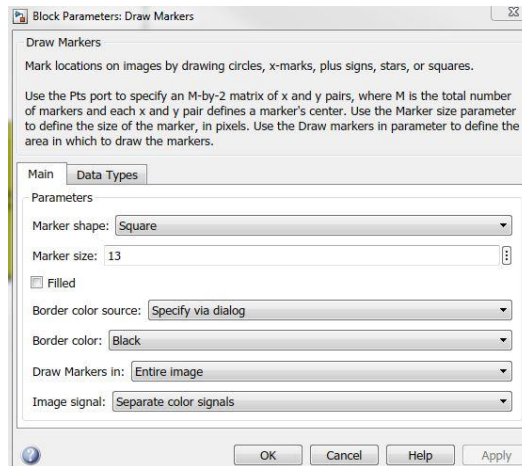 Block Parameters: Draw Markers
Draw Markers
Mark locations on images by drawing circles, x-marks, plus signs, stars, or squares.
Use the Pts port to specify an M-by-2 matrix of x and y pairs, where M is the total number
of markers and each x and y pair defines a marker's center. Use the Marker size parameter
to define the size of the marker, in pixels. Use the Draw markers in parameter to define the
area in which to draw the markers.
Main Data Types
Parameters
Marker shape: Square
Marker size: 13
Filled
Border color source: Specify via dialog
Border color: Black
Draw Markers in: Entire image
Image signal: Separate color signals
OK Cancel Help Apply